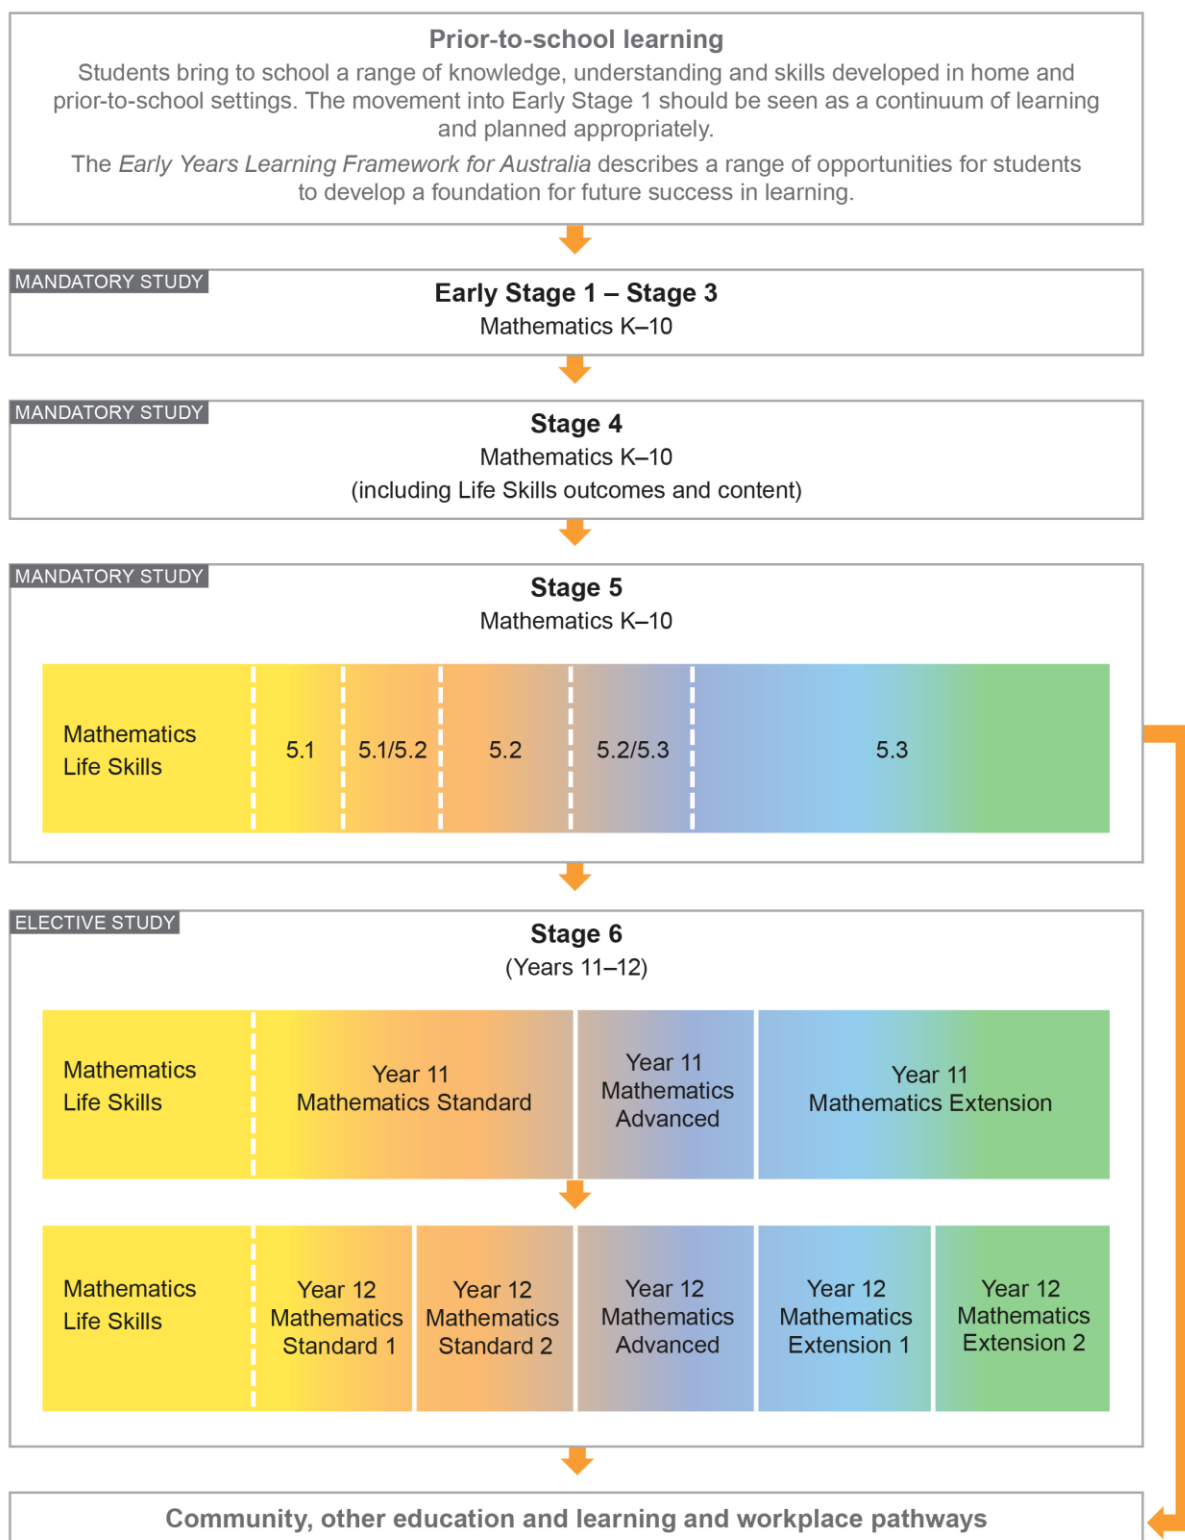 Prior-to-school learning
Students bring to school a range of knowledge, understanding and skills developed in home and
prior-to-school settings. The movement into Early Stage 1 should be seen as a continuum of learning
and planned appropriately.
The Early Years Learning Framework for Australia describes a range of opportunities for students
to develop a foundation for future success in learning.
MANDATORY STUDY
Early Stage 1 – Stage 3
Mathematics K–10
MANDATORY STUDY
Stage 4
Mathematics K–10
(including Life Skills outcomes and content)
MANDATORY STUDY
Stage 5
Mathematics K–10
Mathematics
Life Skills
5.1
5.1/5.2
5.2
5.2/5.3
5.3
ELECTIVE STUDY
Stage 6
(Years 11–12)
Mathematics
Life Skills
Year 11
Mathematics Standard
Year 11
Mathematics
Advanced
Year 11
Mathematics Extension
Mathematics
Life Skills
Year 12
Mathematics
Standard 1
Year 12
Mathematics
Standard 2
Year 12
Mathematics
Advanced
Year 12
Mathematics
Extension 1
Year 12
Mathematics
Extension 2
Community, other education and learning and workplace pathways